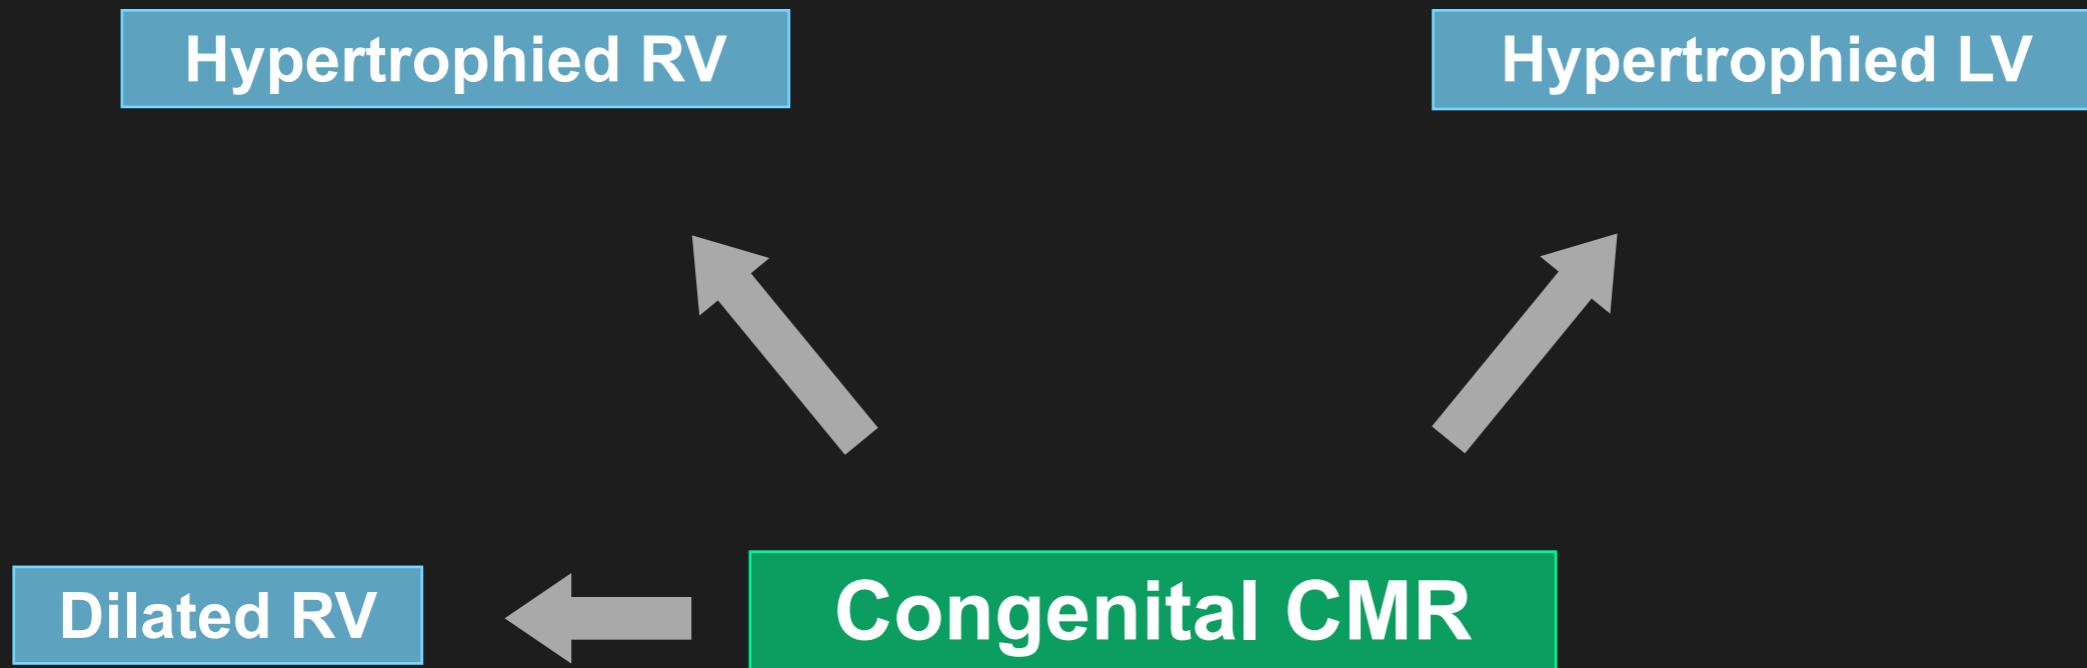 Hypertrophied RV
Hypertrophied LV
Dilated RV
Congenital CMR